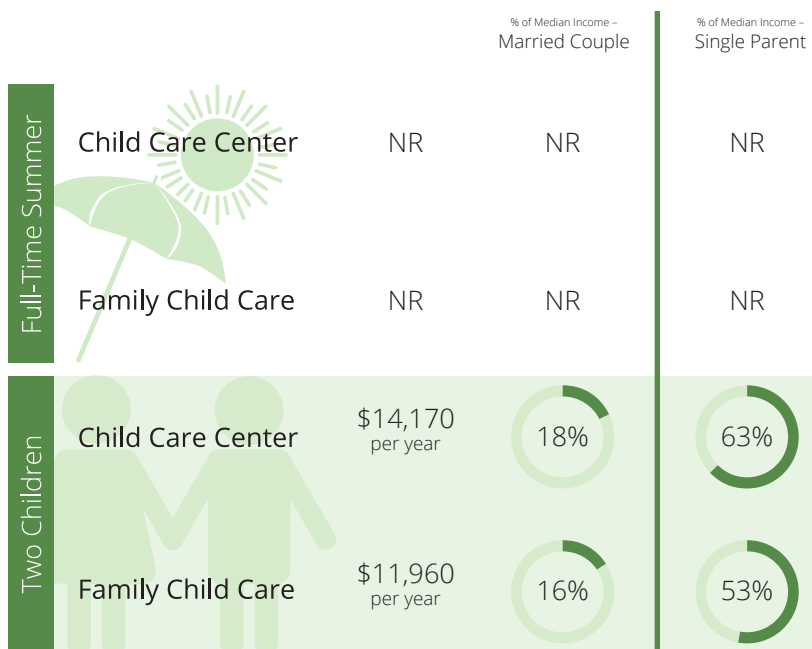 % of Median Income –
Married Couple
% of Median Income –
Single Parent
Full-Time Summer
Child Care Center
NR
NR
NR
Family Child Care
NR
NR
NR
Two Children
Child Care Center
$14,170
per year
18%
63%
Family Child Care
$11,960
per year
16%
53%